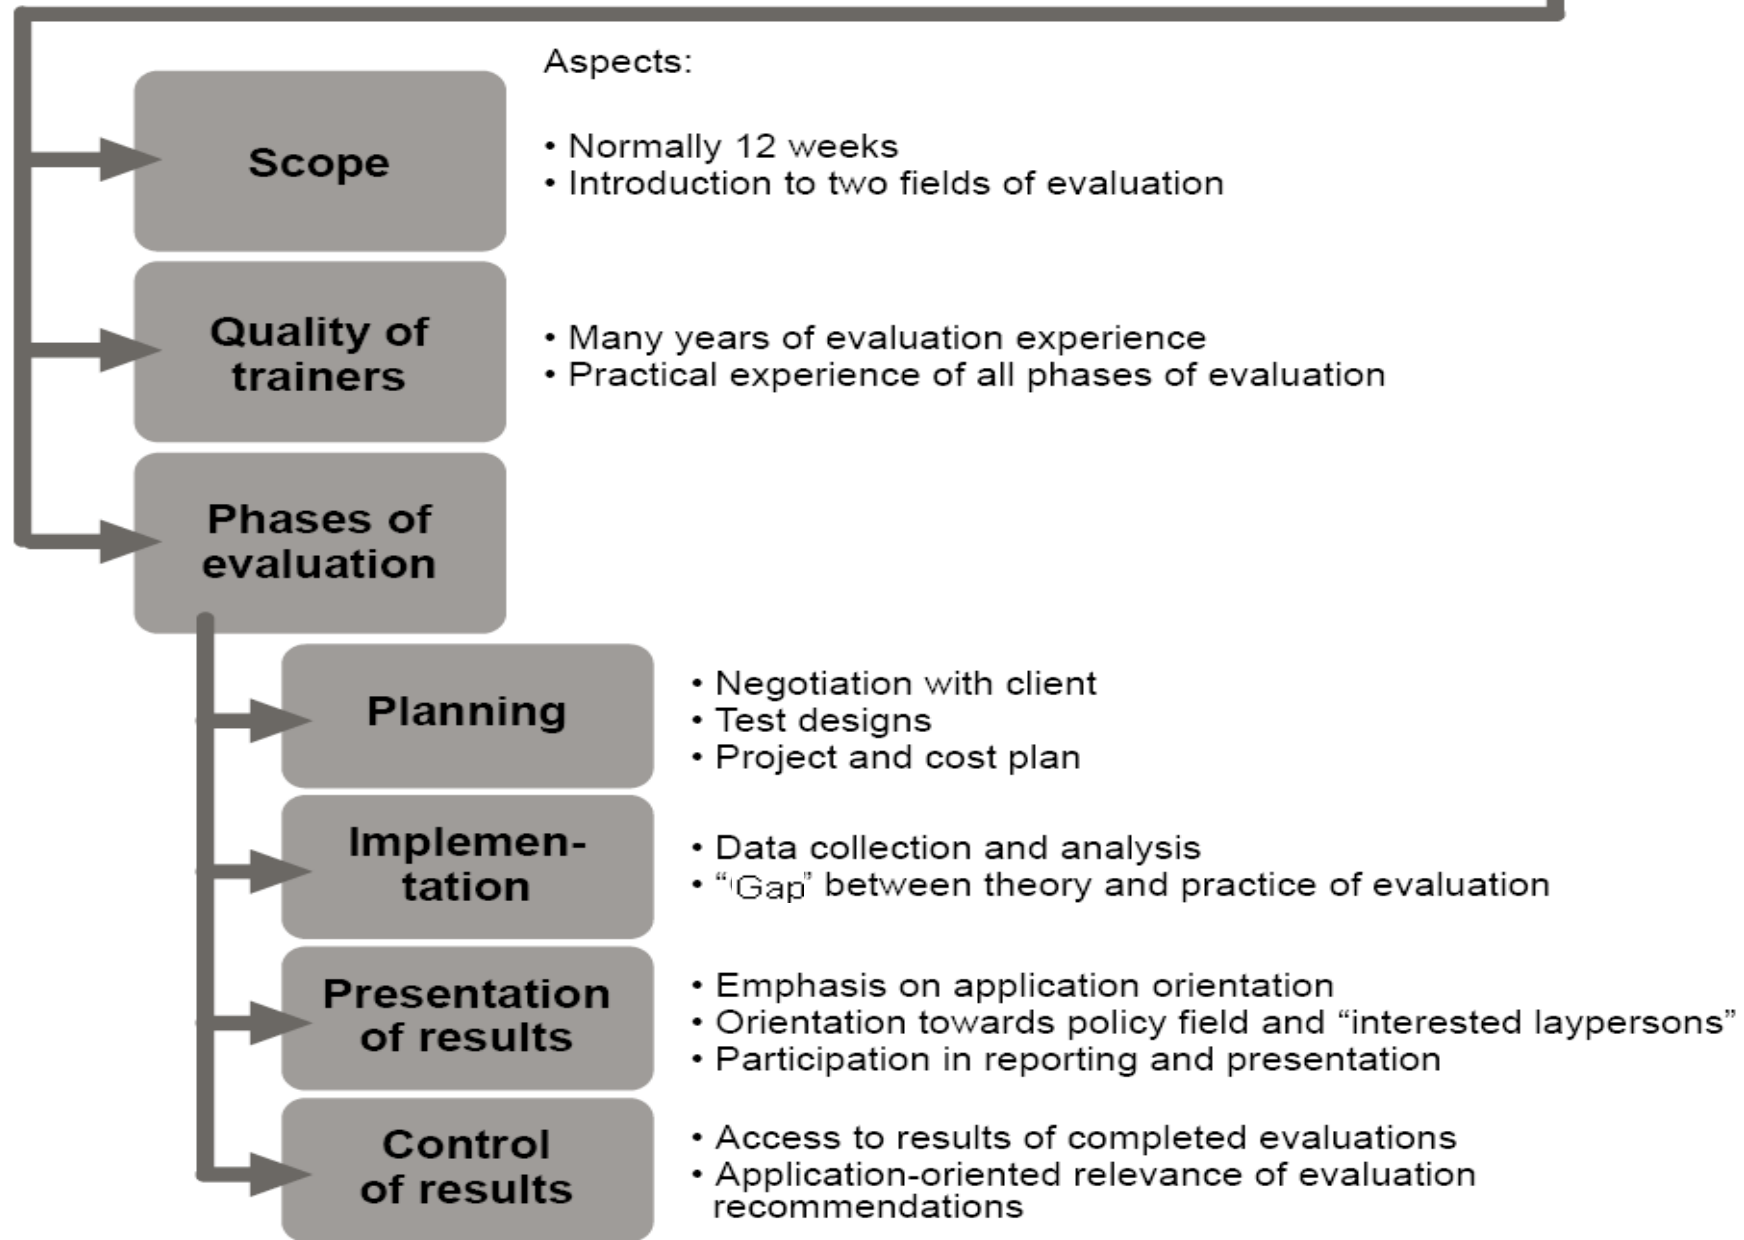 Aspects:
Scope
• Normally 12 weeks
• Introduction to two fields of evaluation
Quality of
trainers
• Many years of evaluation experience
• Practical experience of all phases of evaluation
Phases of
evaluation
Planning
• Negotiation with client
• Test designs
• Project and cost plan
Implemen-
tation
• Data collection and analysis
• “Gap” between theory and practice of evaluation
Presentation
of results
• Emphasis on application orientation
• Orientation towards policy field and “interested laypersons”
• Participation in reporting and presentation
Control
of results
• Access to results of completed evaluations
• Application-oriented relevance of evaluation
recommendations